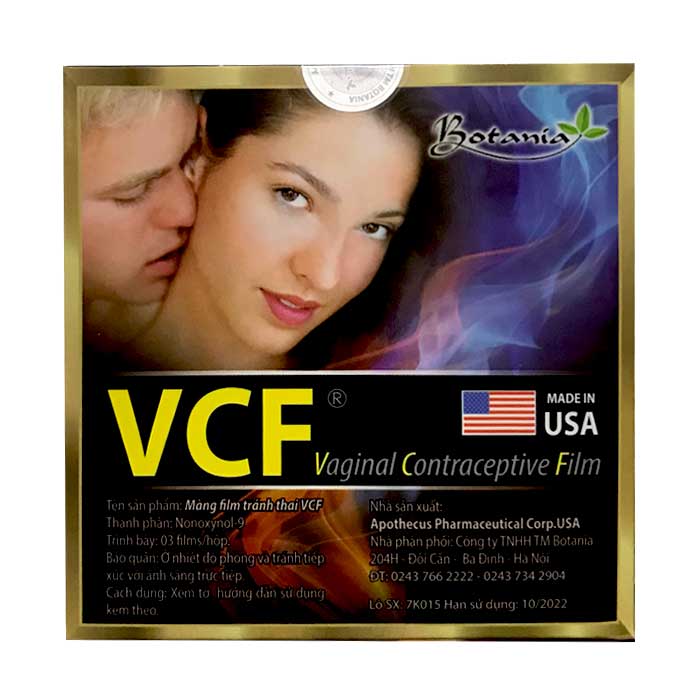 TM BOTANIA
Botania
VCF®
MADE IN
USA
Vaginal Contraceptive Film
Tên sản phẩm: Màng film tránh thai VCF
Thành phần: Nonoxynol-9
Trình bày: 03 films/hộp.
Bảo quản: Ở nhiệt độ phòng và tránh tiếp
xúc với ánh sáng trực tiếp.
Cách dụng: Xem tờ hướng dẫn sử dụng
kèm theo.
Nhà sản xuất:
Apothecus Pharmaceutical Corp.USA
Nhà phân phối: Công ty TNHH TM Botania
204H - Đội Cấn - Ba Đình - Hà Nội
ĐT: 0243 766 2222 - 0243 734 2904
Lô SX: 7K015 Hạn sử dụng: 10/2022